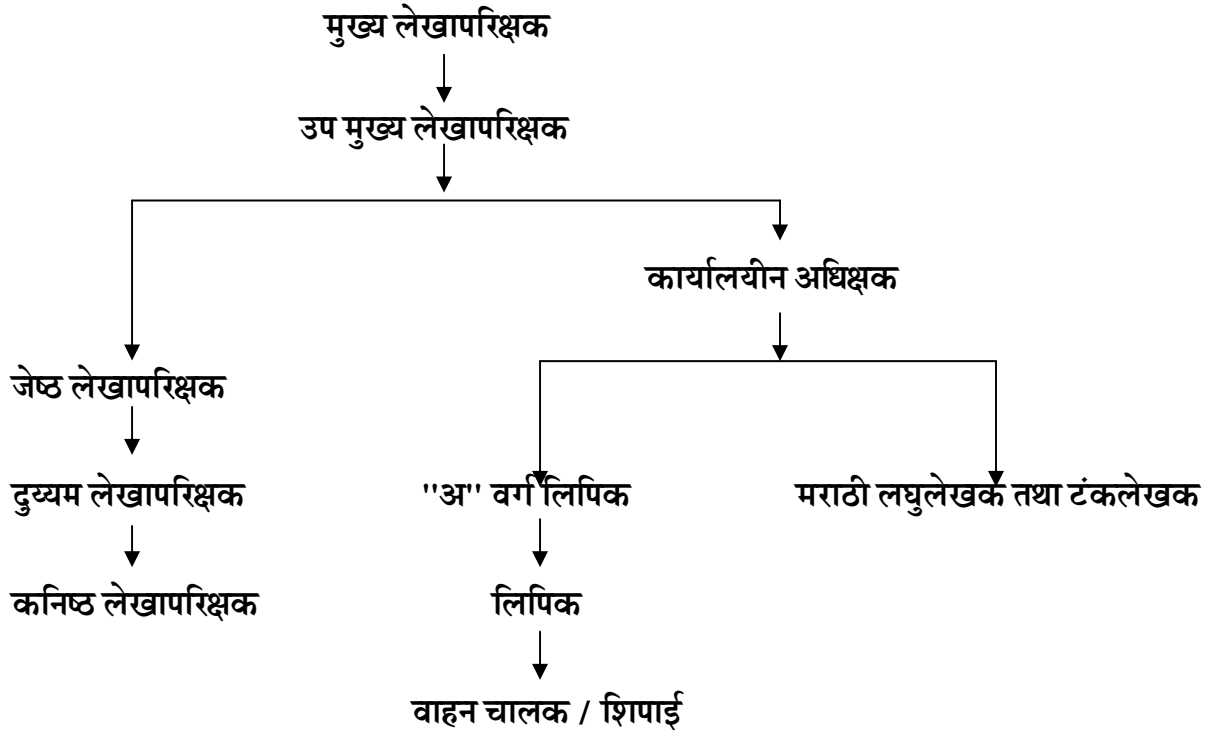 मुख्य लेखापरिक्षक
उप मुख्य लेखापरिक्षक
कार्यालयीन अधिक्षक
जेष्ठ लेखापरिक्षक
दुय्यम लेखापरिक्षक
''अ'' वर्ग लिपिक
मराठी लघुलेखक तथा टंकलेखक
कनिष्ठ लेखापरिक्षक
लिपिक
वाहन चालक / शिपाई